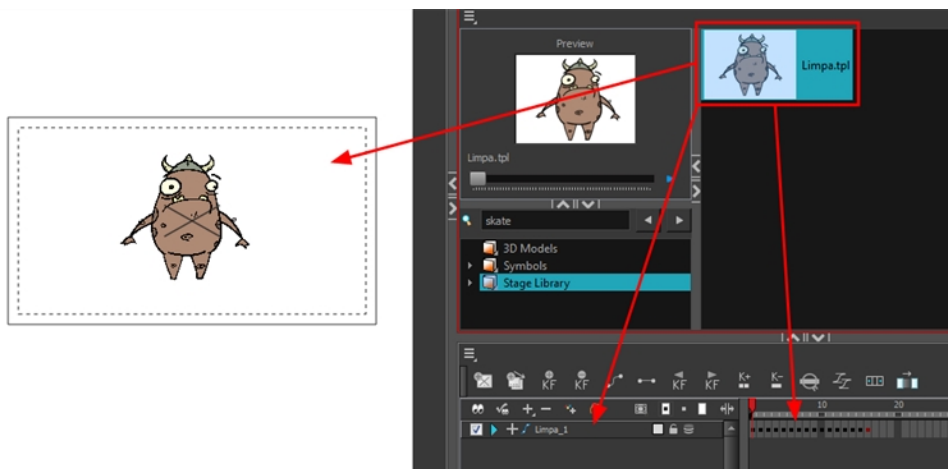 Preview
Limpa.tpl
Limpa.tpl
skate
3D Models
Symbols
Stage Library
KF
KF
KF
KF
K+
K-
10
20
Limpa_1